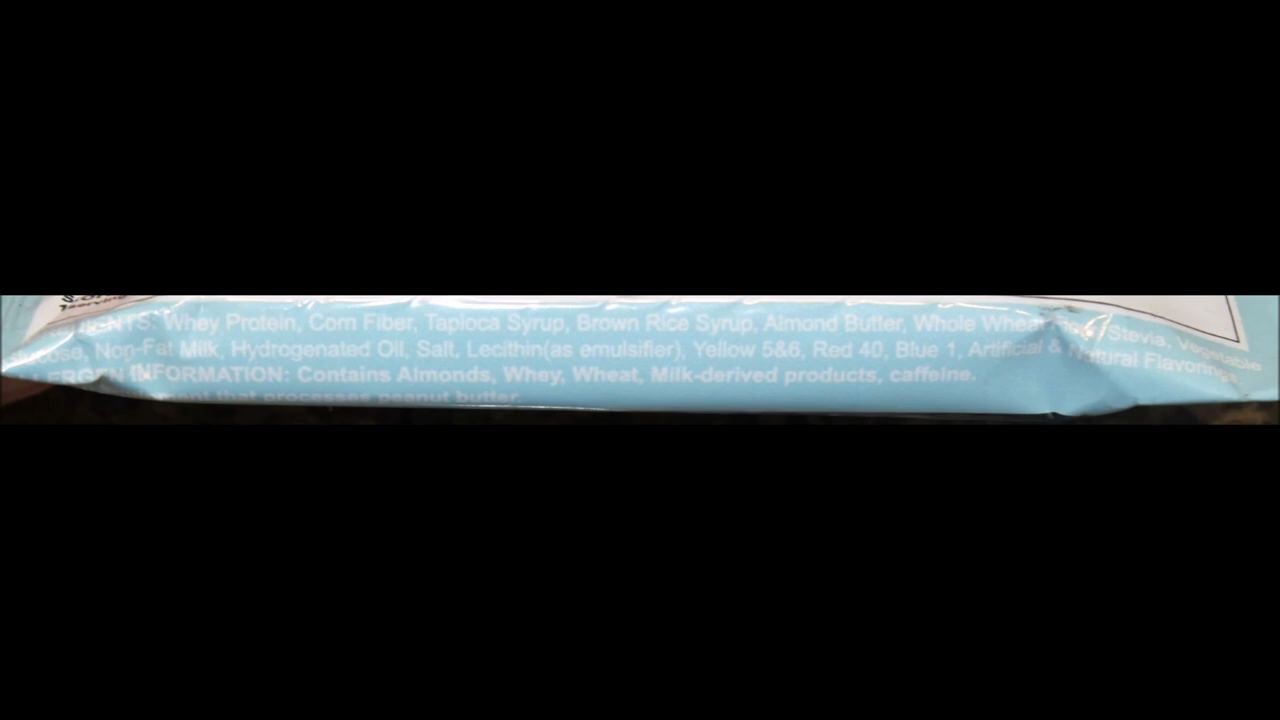 serving
Whey Protein, Corn Fiber, Tapioca Syrup, Brown Rice Syrup, Almond Butter, Whole Stevia, Vegetable
Non-Fat Milk, Hydrogenated Oil, Salt, Lecithin(as emulsifier), Yellow 5&6, Red 40, Blue 1, Artificial & Natural Flavorings
INFORMATION: Contains Almonds, Whey, Wheat, Milk-derived products, caffeine.
that processes peanut butter.